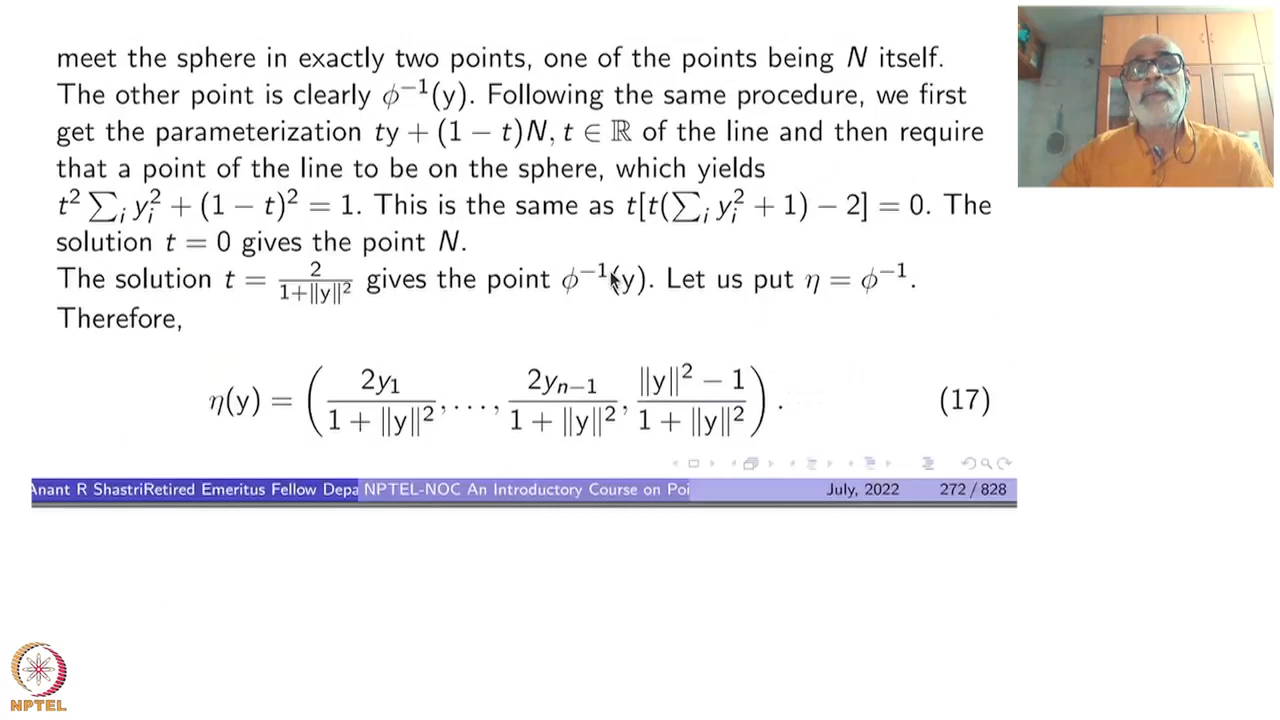 meet the sphere in exactly two points, one of the points being N itself.
The other point is clearly ϕ⁻¹(y). Following the same procedure, we first
get the parameterization ty + (1 − t)N, t ∈ ℝ of the line and then require
that a point of the line to be on the sphere, which yields
t² ∑ᵢ yᵢ² + (1 − t)² = 1. This is the same as t[t(∑ᵢ yᵢ² + 1) − 2] = 0. The
solution t = 0 gives the point N.
The solution t = 2/(1+‖y‖²) gives the point ϕ⁻¹(y). Let us put η = ϕ⁻¹.
Therefore,
η(y) = ( 2y₁/(1 + ‖y‖²), . . . , 2yₙ₋₁/(1 + ‖y‖²), (‖y‖² − 1)/(1 + ‖y‖²) ). (17)
Anant R ShastriRetired Emeritus Fellow Depa NPTEL-NOC An Introductory Course on Poi July, 2022 272 / 828
NPTEL